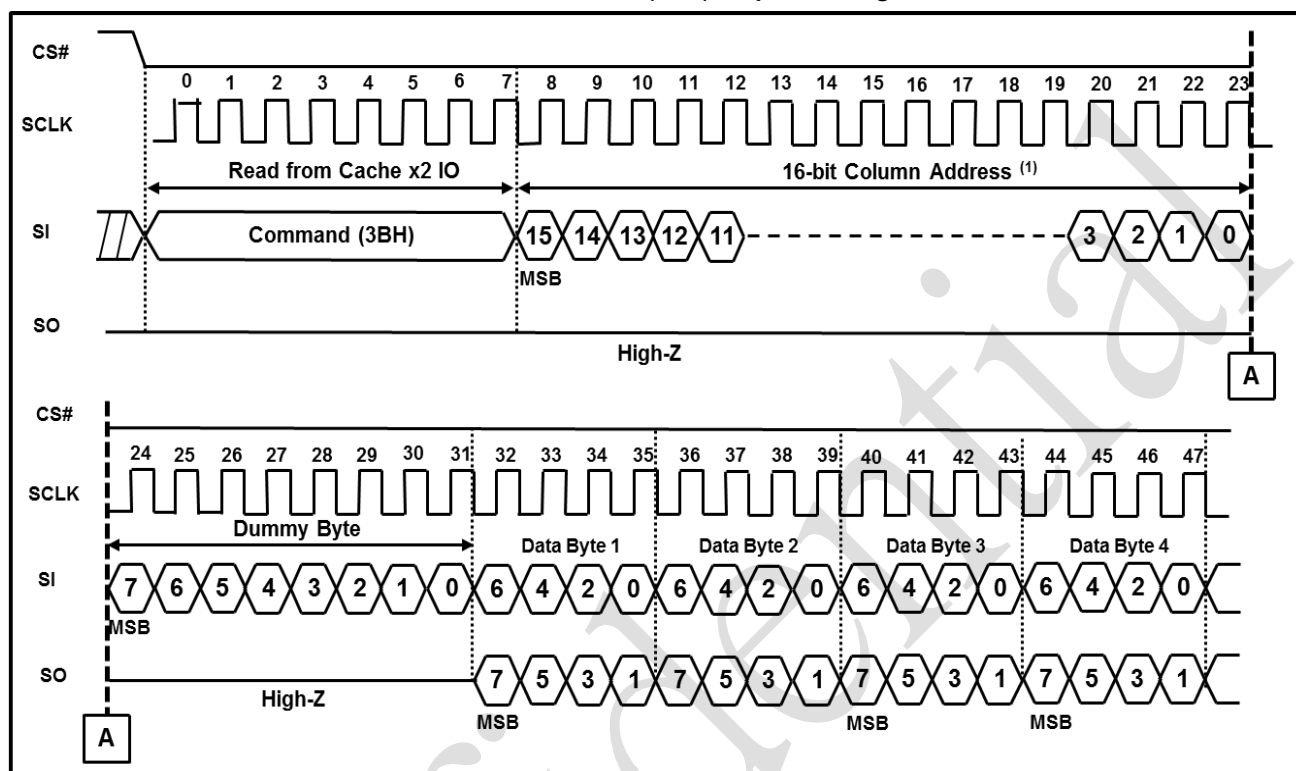 CS#
0 1 2 3 4 5 6 7 8 9 10 11 12 13 14 15 16 17 18 19 20 21 22 23
SCLK
Read from Cache x2 IO 16-bit Column Address (1)
SI Command (3BH) 15 14 13 12 11 3 2 1 0
MSB
SO
High-Z
A
CS#
24 25 26 27 28 29 30 31 32 33 34 35 36 37 38 39 40 41 42 43 44 45 46 47
SCLK
Dummy Byte Data Byte 1 Data Byte 2 Data Byte 3 Data Byte 4
SI 7 6 5 4 3 2 1 0 6 4 2 0 6 4 2 0 6 4 2 0 6 4 2 0
MSB
SO 7 5 3 1 7 5 3 1 7 5 3 1 7 5 3 1
High-Z
MSB MSB MSB
A